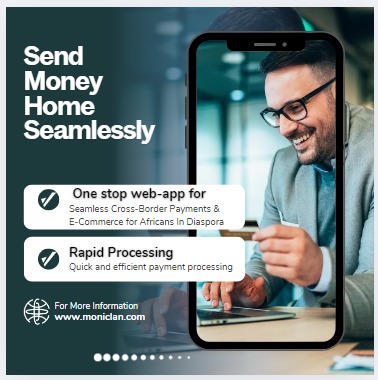 Send
Money
Home
Seamlessly
One stop web-app for
Seamless Cross-Border Payments &
E-Commerce for Africans In Diaspora
Rapid Processing
Quick and efficient payment processing
For More Information
www.moniclan.com